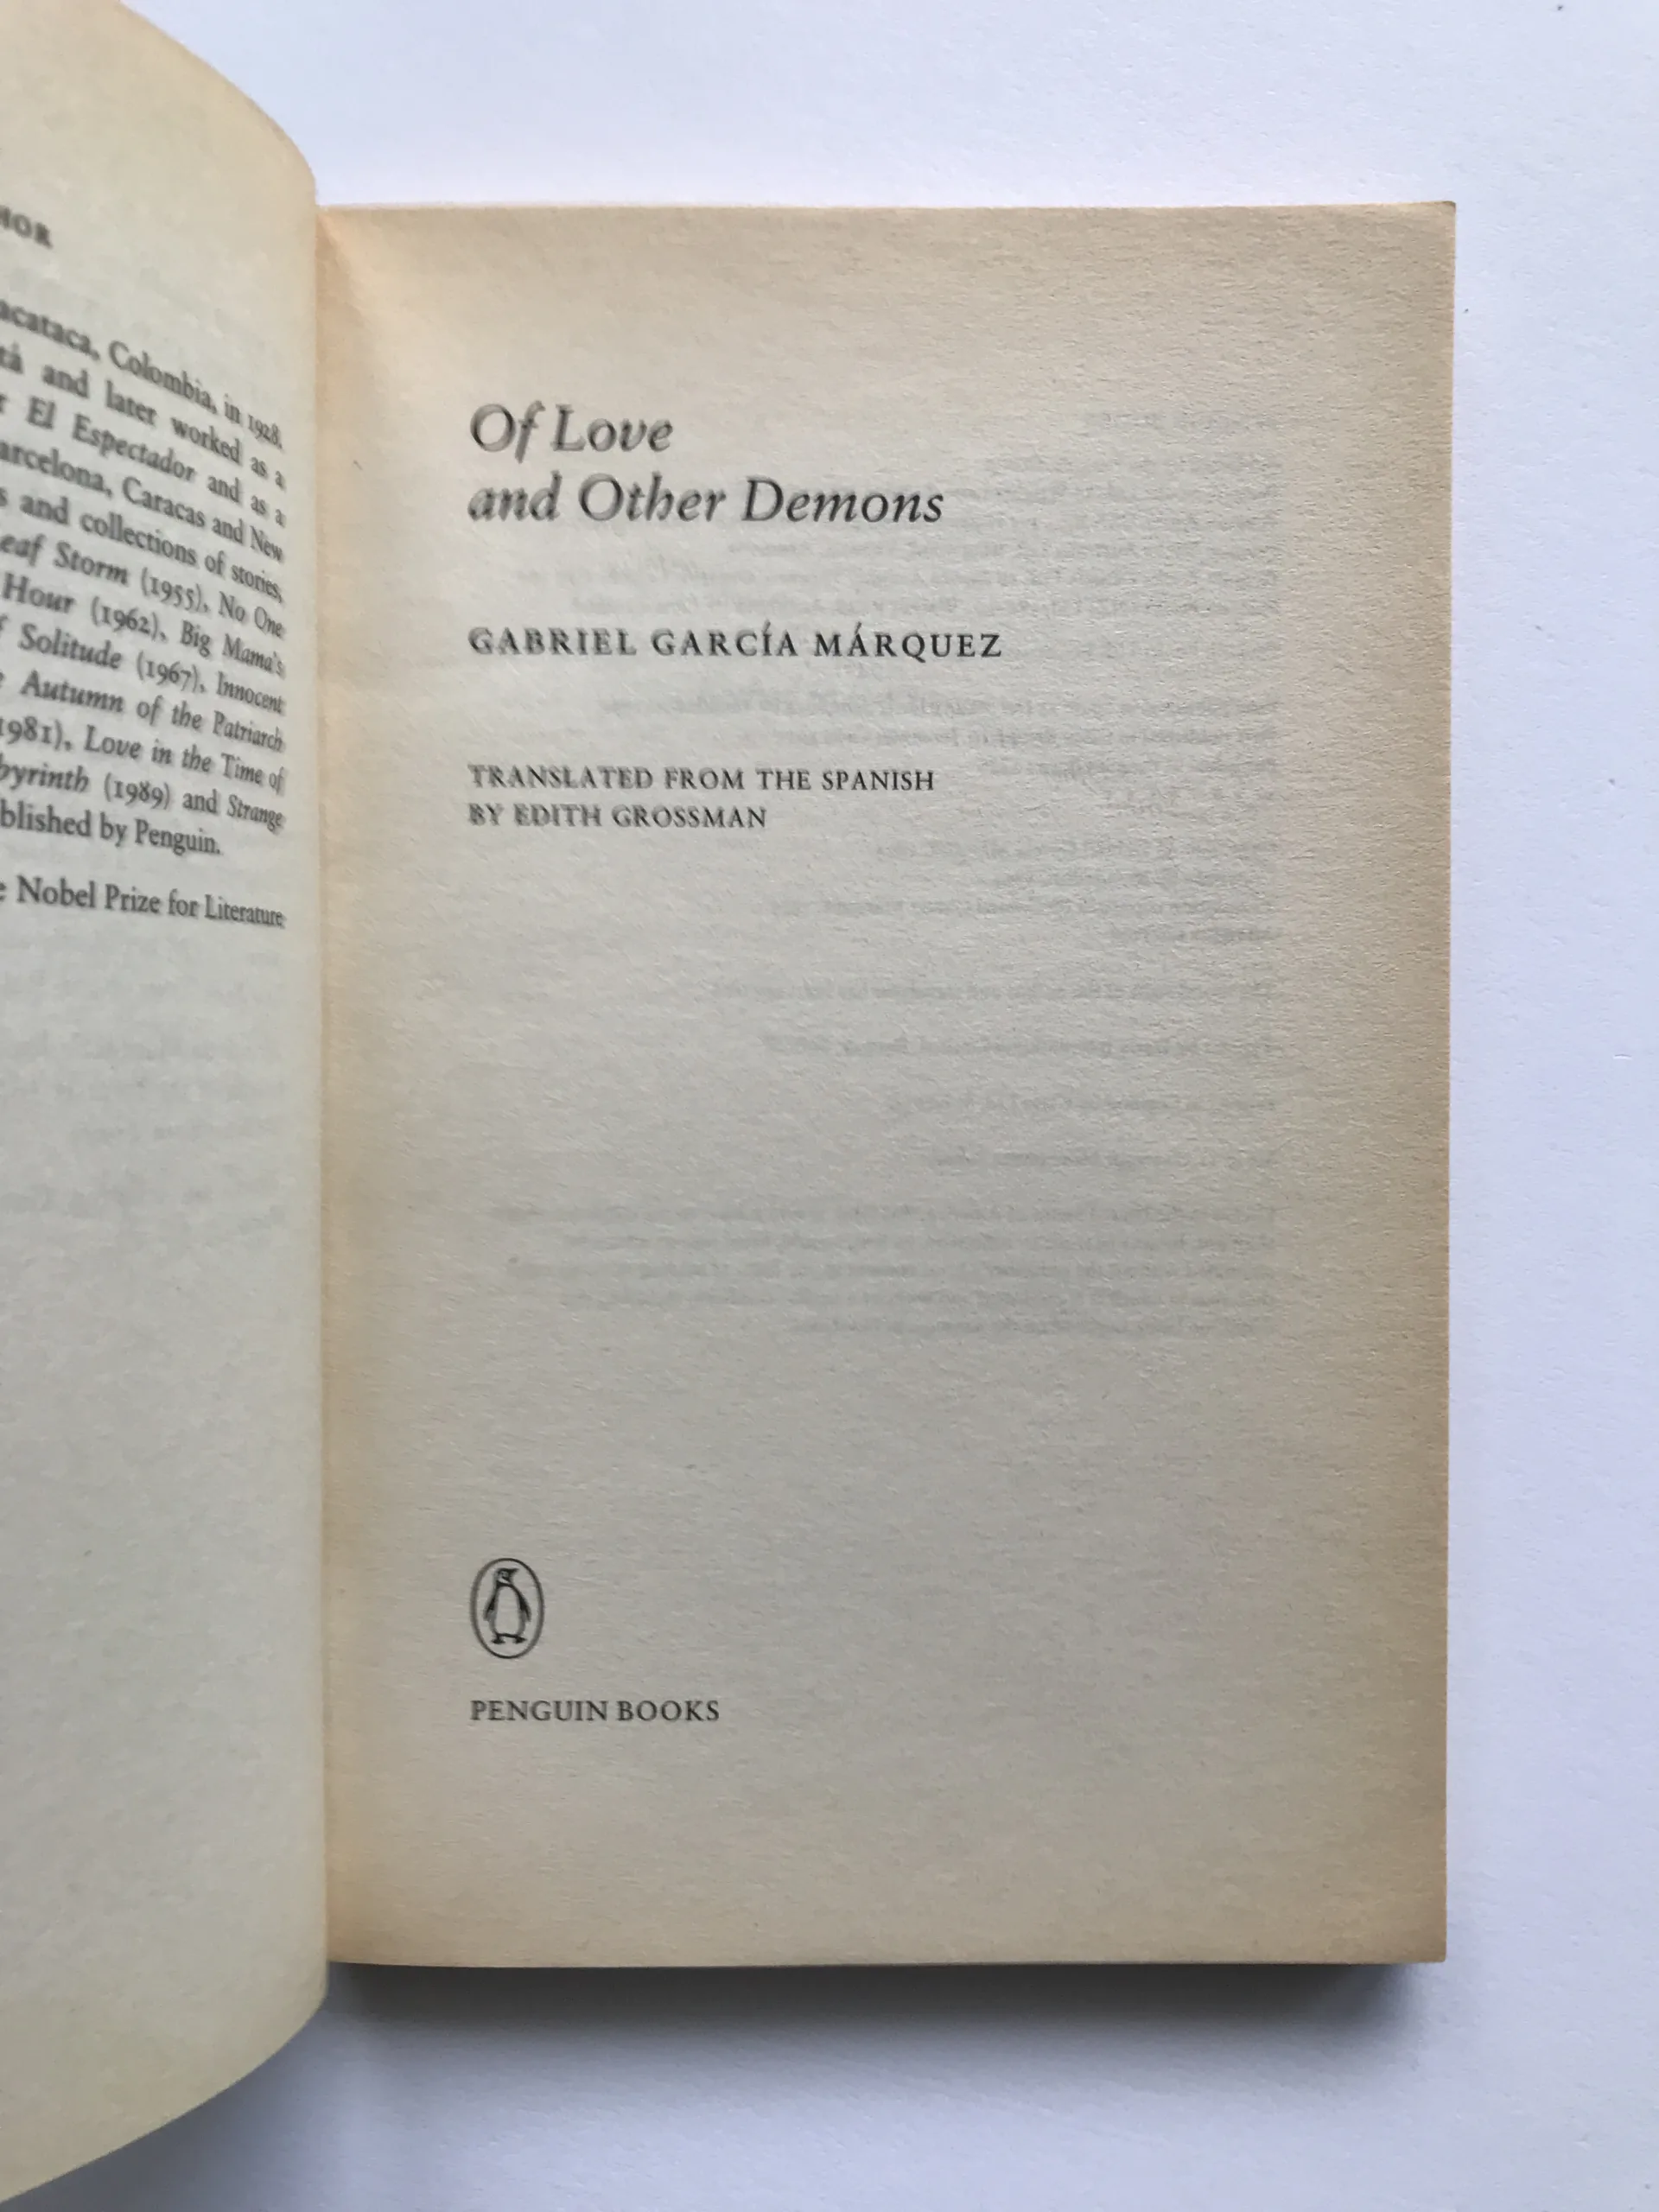 HOR
acataca, Colombia, in 1928.
tá and later worked as a
El Espectador and as a
arcelona, Caracas and New
s and collections of stories,
eaf Storm (1955), No One
Hour (1962), Big Mama's
f Solitude (1967), Innocent
Autumn of the Patriarch
1981), Love in the Time of
byrinth (1989) and Strange
blished by Penguin.
Nobel Prize for Literature
Of Love
and Other Demons
GABRIEL GARCÍA MÁRQUEZ
TRANSLATED FROM THE SPANISH
BY EDITH GROSSMAN
PENGUIN BOOKS